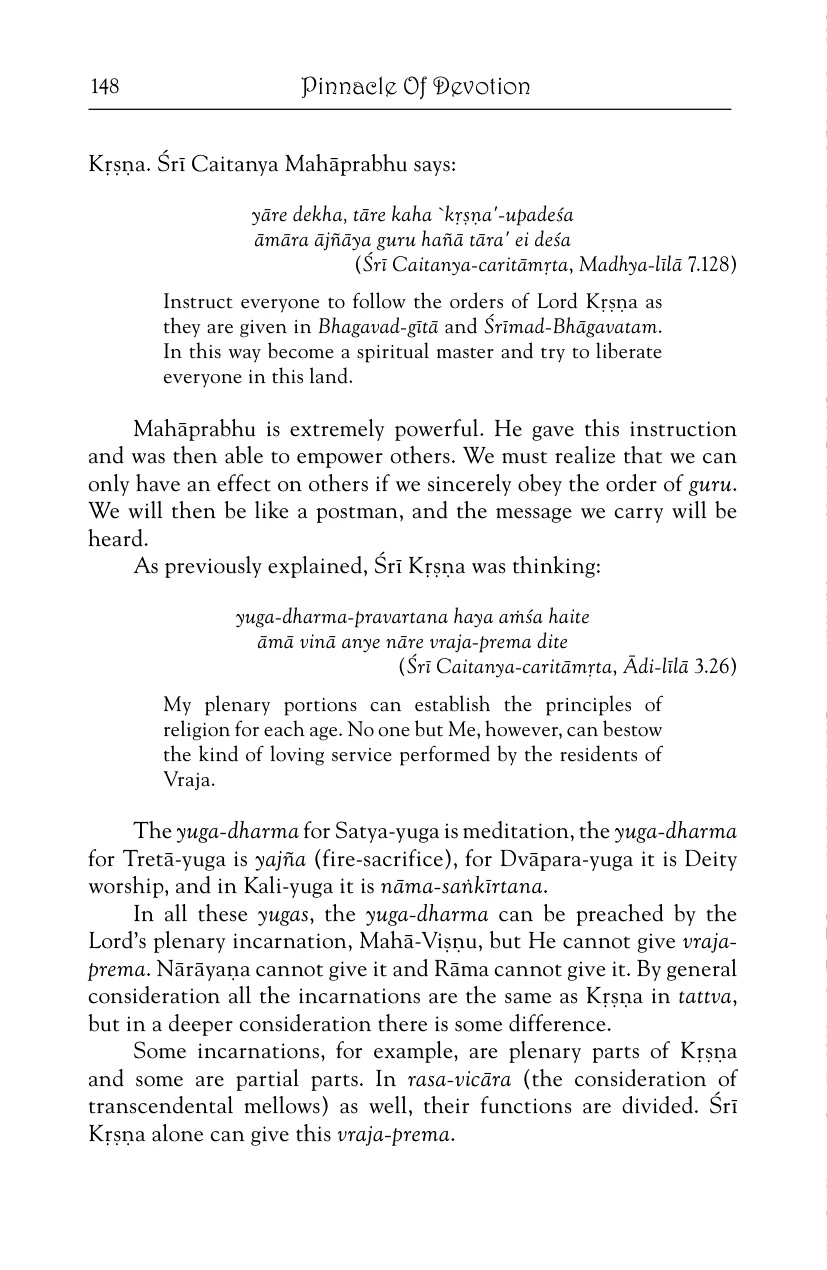 148 Pinnacle Of Devotion
Kṛṣṇa. Śrī Caitanya Mahāprabhu says:
yāre dekha, tāre kaha `kṛṣṇa'-upadeśa
āmāra ājñāya guru hañā tāra' ei deśa
(Śrī Caitanya-caritāmṛta, Madhya-līlā 7.128)
Instruct everyone to follow the orders of Lord Kṛṣṇa as
they are given in Bhagavad-gītā and Śrīmad-Bhāgavatam.
In this way become a spiritual master and try to liberate
everyone in this land.
Mahāprabhu is extremely powerful. He gave this instruction
and was then able to empower others. We must realize that we can
only have an effect on others if we sincerely obey the order of guru.
We will then be like a postman, and the message we carry will be
heard.
As previously explained, Śrī Kṛṣṇa was thinking:
yuga-dharma-pravartana haya aṁśa haite
āmā vinā anye nāre vraja-prema dite
(Śrī Caitanya-caritāmṛta, Ādi-līlā 3.26)
My plenary portions can establish the principles of
religion for each age. No one but Me, however, can bestow
the kind of loving service performed by the residents of
Vraja.
The yuga-dharma for Satya-yuga is meditation, the yuga-dharma
for Tretā-yuga is yajña (fire-sacrifice), for Dvāpara-yuga it is Deity
worship, and in Kali-yuga it is nāma-saṅkīrtana.
In all these yugas, the yuga-dharma can be preached by the
Lord's plenary incarnation, Mahā-Viṣṇu, but He cannot give vraja-
prema. Nārāyaṇa cannot give it and Rāma cannot give it. By general
consideration all the incarnations are the same as Kṛṣṇa in tattva,
but in a deeper consideration there is some difference.
Some incarnations, for example, are plenary parts of Kṛṣṇa
and some are partial parts. In rasa-vicāra (the consideration of
transcendental mellows) as well, their functions are divided. Śrī
Kṛṣṇa alone can give this vraja-prema.